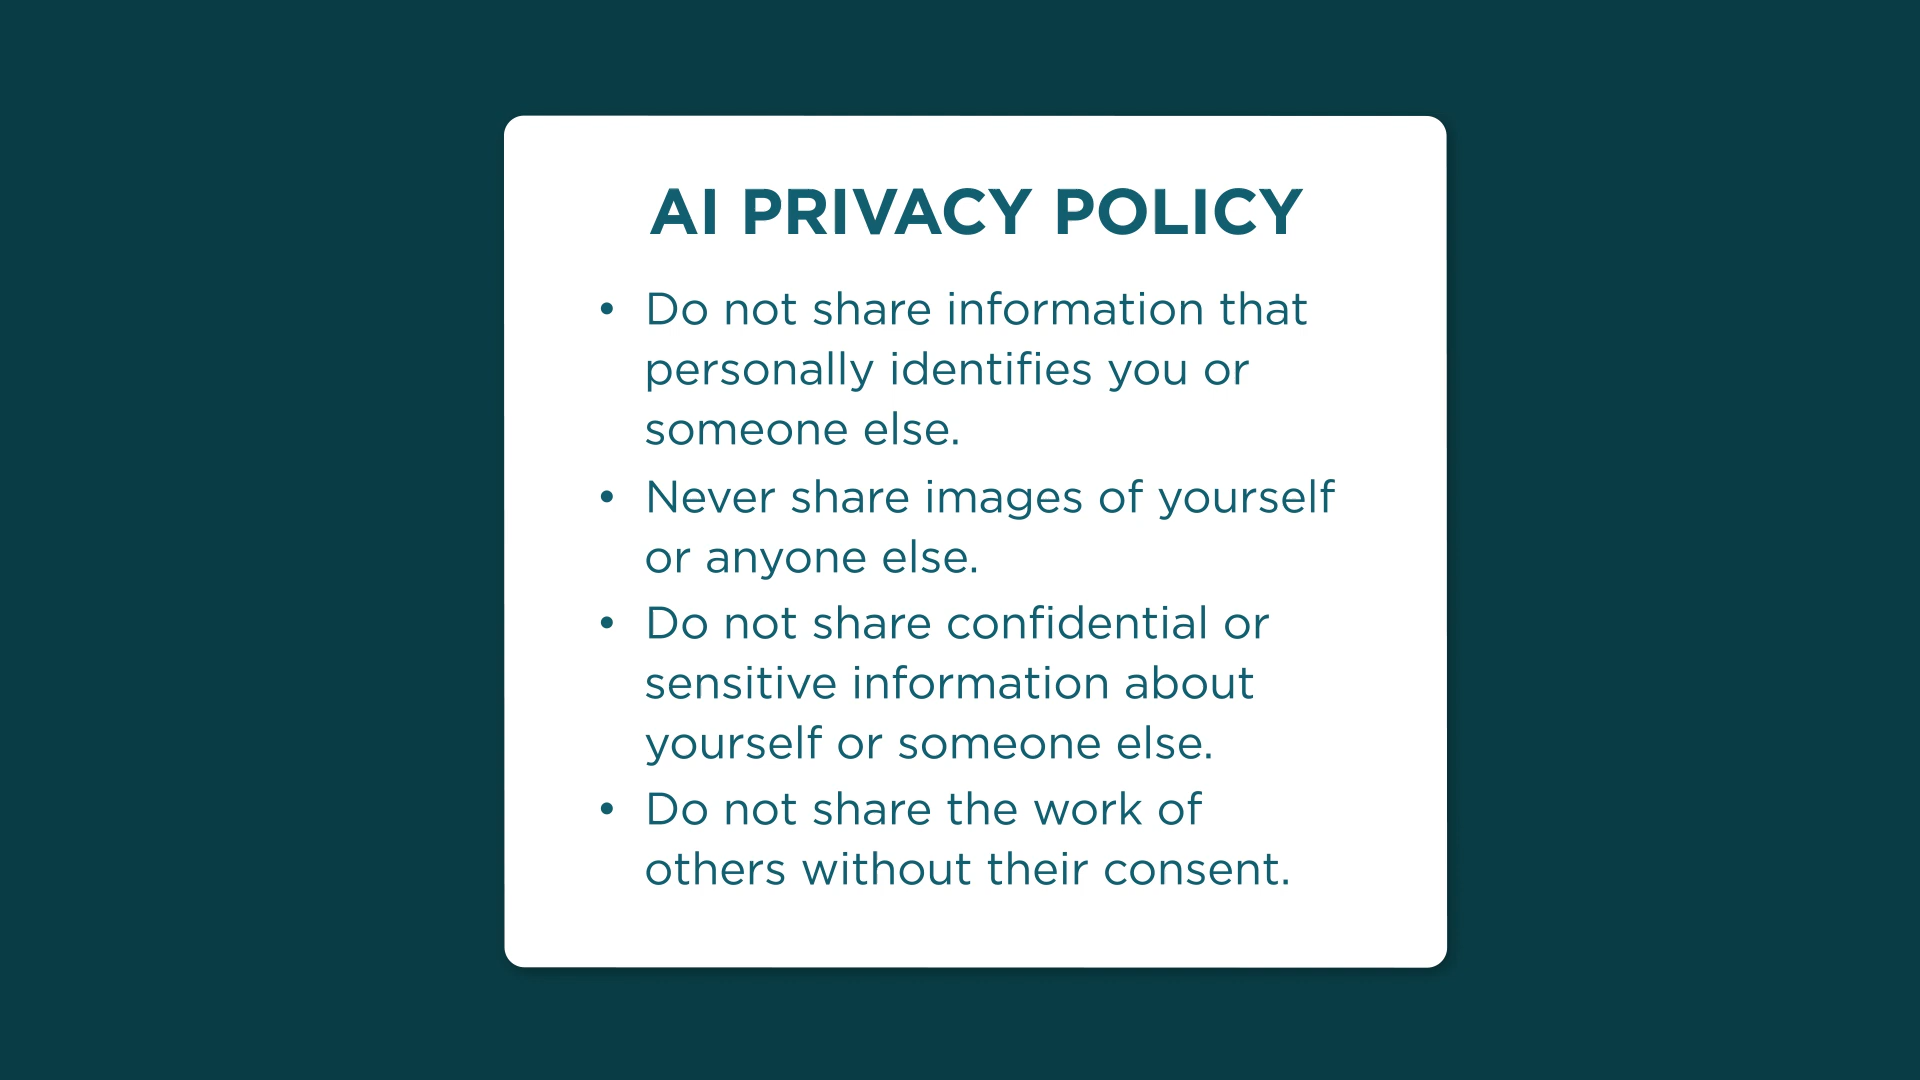 AI PRIVACY POLICY
• Do not share information that
personally identifies you or
someone else.
• Never share images of yourself
or anyone else.
• Do not share confidential or
sensitive information about
yourself or someone else.
• Do not share the work of
others without their consent.